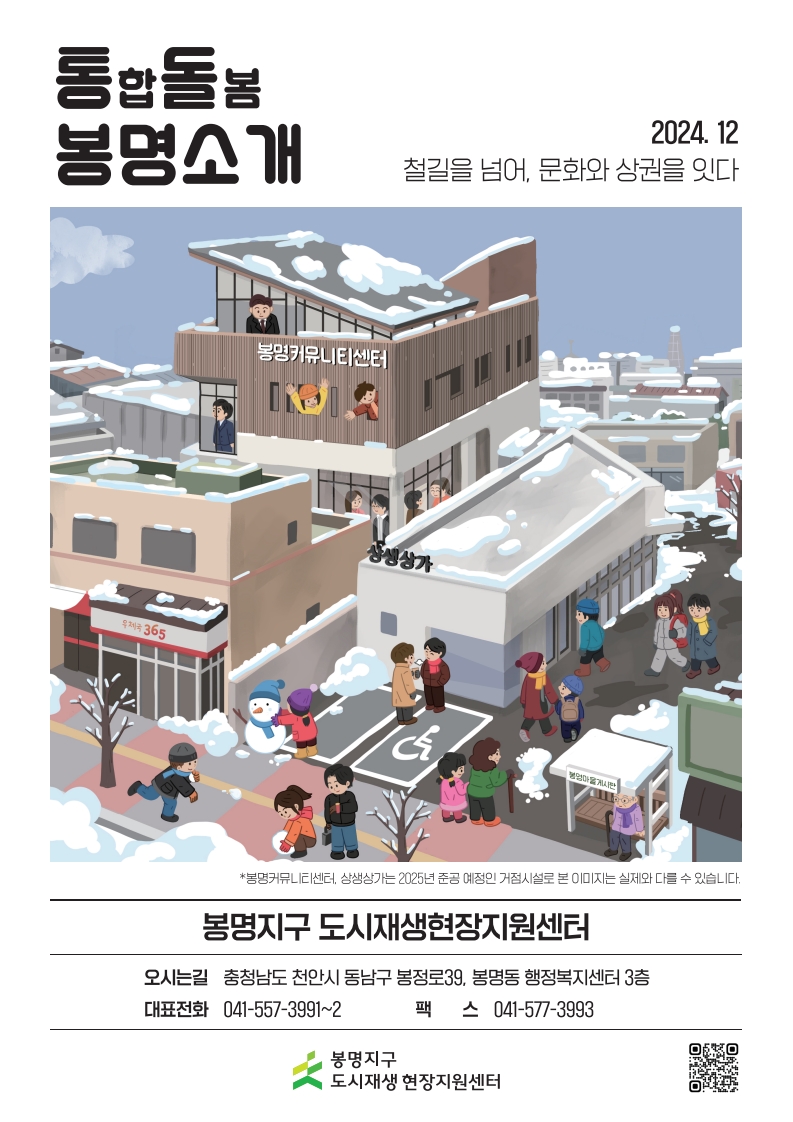 통합돌봄
봉명소개
2024. 12
철길을 넘어, 문화와 상권을 잇다
봉명커뮤니티센터
상생상가
우체국 365
봉명마을게시판
*봉명커뮤니티센터, 상생상가는 2025년 준공 예정인 거점시설로 본 이미지는 실제와 다를 수 있습니다.
봉명지구 도시재생현장지원센터
오시는길 충청남도 천안시 동남구 봉정로39, 봉명동 행정복지센터 3층
대표전화 041-557-3991~2 팩 스 041-577-3993
봉명지구
도시재생 현장지원센터